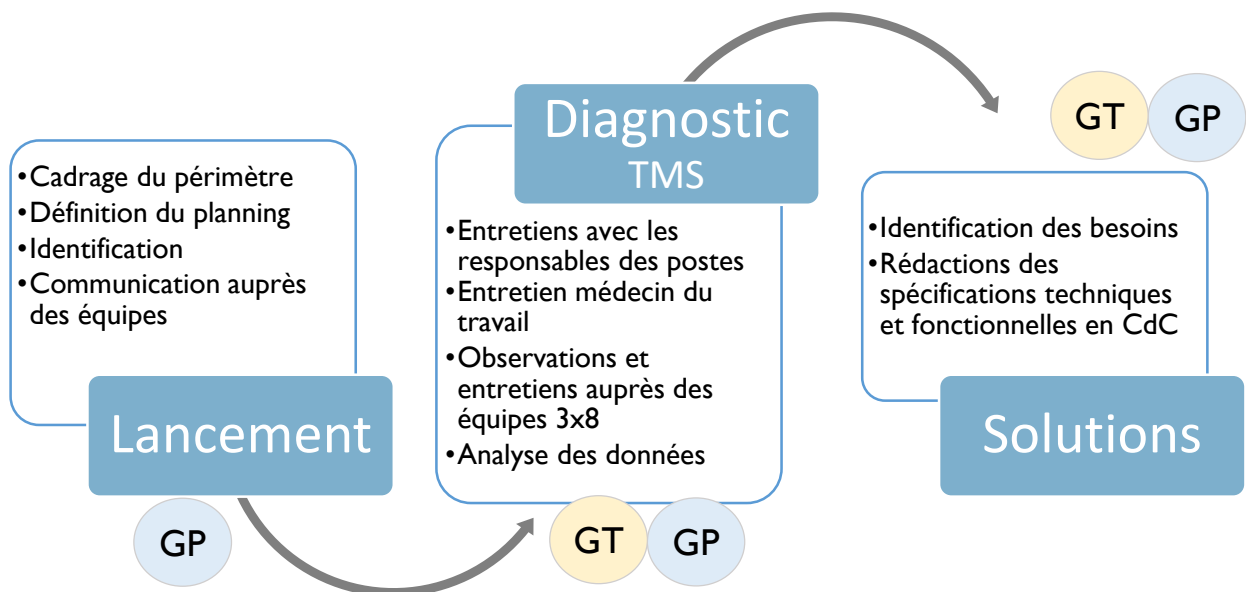 •Cadrage du périmètre
•Définition du planning
•Identification
•Communication auprès
des équipes
Lancement
GP
Diagnostic
TMS
•Entretiens avec les
responsables des postes
•Entretien médecin du
travail
•Observations et
entretiens auprès des
équipes 3x8
•Analyse des données
GT
GP
GT
GP
•Identification des besoins
•Rédactions des
spécifications techniques
et fonctionnelles en CdC
Solutions